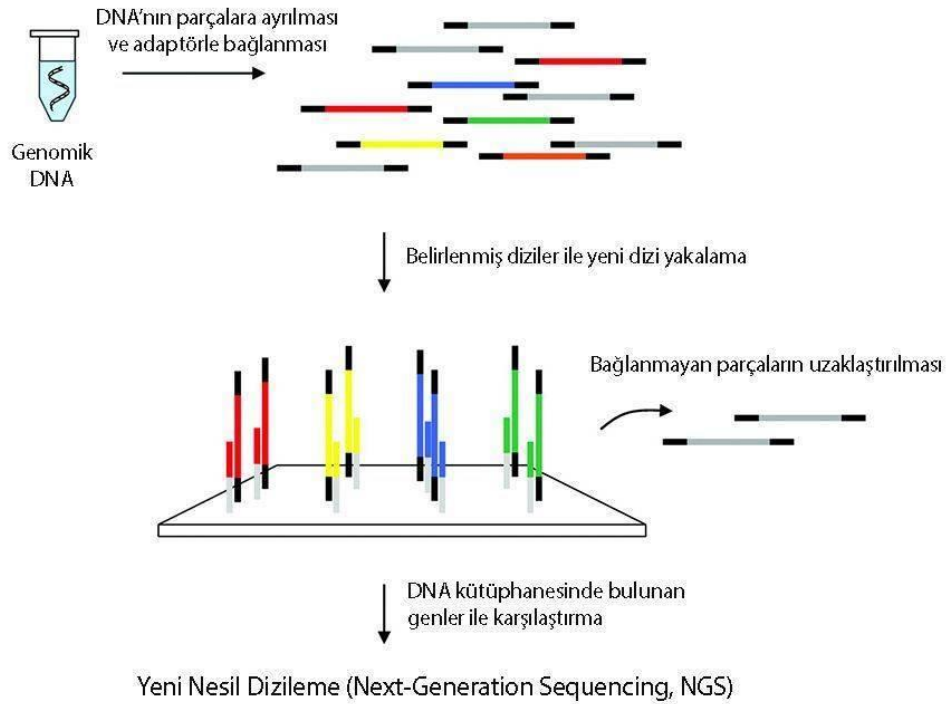 DNA'nın parçalara ayrılması
ve adaptörle bağlanması
Genomik
DNA
Belirlenmiş diziler ile yeni dizi yakalama
Bağlanmayan parçaların uzaklaştırılması
DNA kütüphanesinde bulunan
genler ile karşılaştırma
Yeni Nesil Dizileme (Next-Generation Sequencing, NGS)